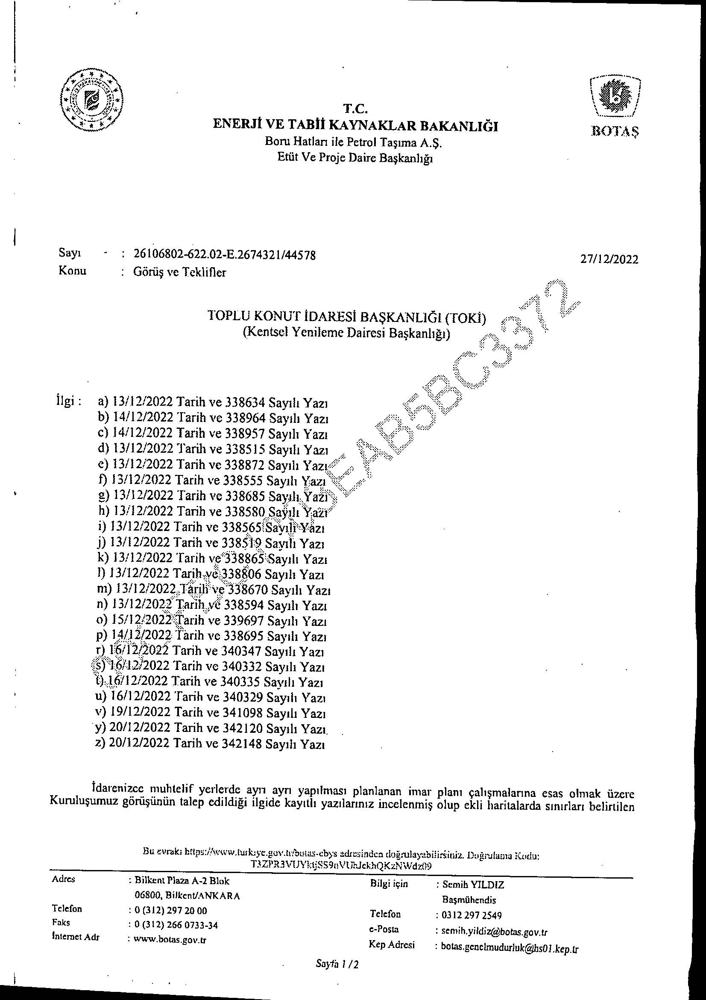 T.C.
ENERJİ VE TABİİ KAYNAKLAR BAKANLIĞI
Boru Hatları ile Petrol Taşıma A.Ş.
Etüt Ve Proje Daire Başkanlığı
BOTAŞ
Sayı - : 26106802-622.02-E.2674321/44578
27/12/2022
Konu : Görüş ve Teklifler
TOPLU KONUT İDARESİ BAŞKANLIĞI (TOKİ)
(Kentsel Yenileme Dairesi Başkanlığı)
İlgi : a) 13/12/2022 Tarih ve 338634 Sayılı Yazı
b) 14/12/2022 Tarih ve 338964 Sayılı Yazı
c) 14/12/2022 Tarih ve 338957 Sayılı Yazı
d) 13/12/2022 Tarih ve 338515 Sayılı Yazı
e) 13/12/2022 Tarih ve 338872 Sayılı Yazı
f) 13/12/2022 Tarih ve 338555 Sayılı Yazı
g) 13/12/2022 Tarih ve 338685 Sayılı Yazı
h) 13/12/2022 Tarih ve 338580 Sayılı Yazı
i) 13/12/2022 Tarih ve 338565 Sayılı Yazı
j) 13/12/2022 Tarih ve 338519 Sayılı Yazı
k) 13/12/2022 Tarih ve 338865 Sayılı Yazı
l) 13/12/2022 Tarih ve 338806 Sayılı Yazı
m) 13/12/2022 Tarih ve 338670 Sayılı Yazı
n) 13/12/2022 Tarih ve 338594 Sayılı Yazı
o) 15/12/2022 Tarih ve 339697 Sayılı Yazı
p) 14/12/2022 Tarih ve 338695 Sayılı Yazı
r) 16/12/2022 Tarih ve 340347 Sayılı Yazı
s) 16/12/2022 Tarih ve 340332 Sayılı Yazı
t) 16/12/2022 Tarih ve 340335 Sayılı Yazı
u) 16/12/2022 Tarih ve 340329 Sayılı Yazı
v) 19/12/2022 Tarih ve 341098 Sayılı Yazı
y) 20/12/2022 Tarih ve 342120 Sayılı Yazı
z) 20/12/2022 Tarih ve 342148 Sayılı Yazı
İdarenizce muhtelif yerlerde ayrı ayrı yapılması planlanan imar planı çalışmalarına esas olmak üzere
Kuruluşumuz görüşünün talep edildiği ilgide kayıtlı yazılarınız incelenmiş olup ekli haritalarda sınırları belirtilen
Bu evrakı https://www.turkiye.gov.tr/botas-ebys adresinden doğrulayabilirsiniz. Doğrulama Kodu:
Adres : Bilkent Plaza A-2 Blok
06800, Bilkent/ANKARA
Telefon : 0 (312) 297 20 00
Faks : 0 (312) 266 0733-34
İnternet Adr : www.botas.gov.tr
Bilgi için : Semih YILDIZ
Başmühendis
Telefon : 0312 297 2549
e-Posta : semih.yildiz@botas.gov.tr
Kep Adresi : botas.genelmudurluk@hs01.kep.tr
Sayfa 1 / 2